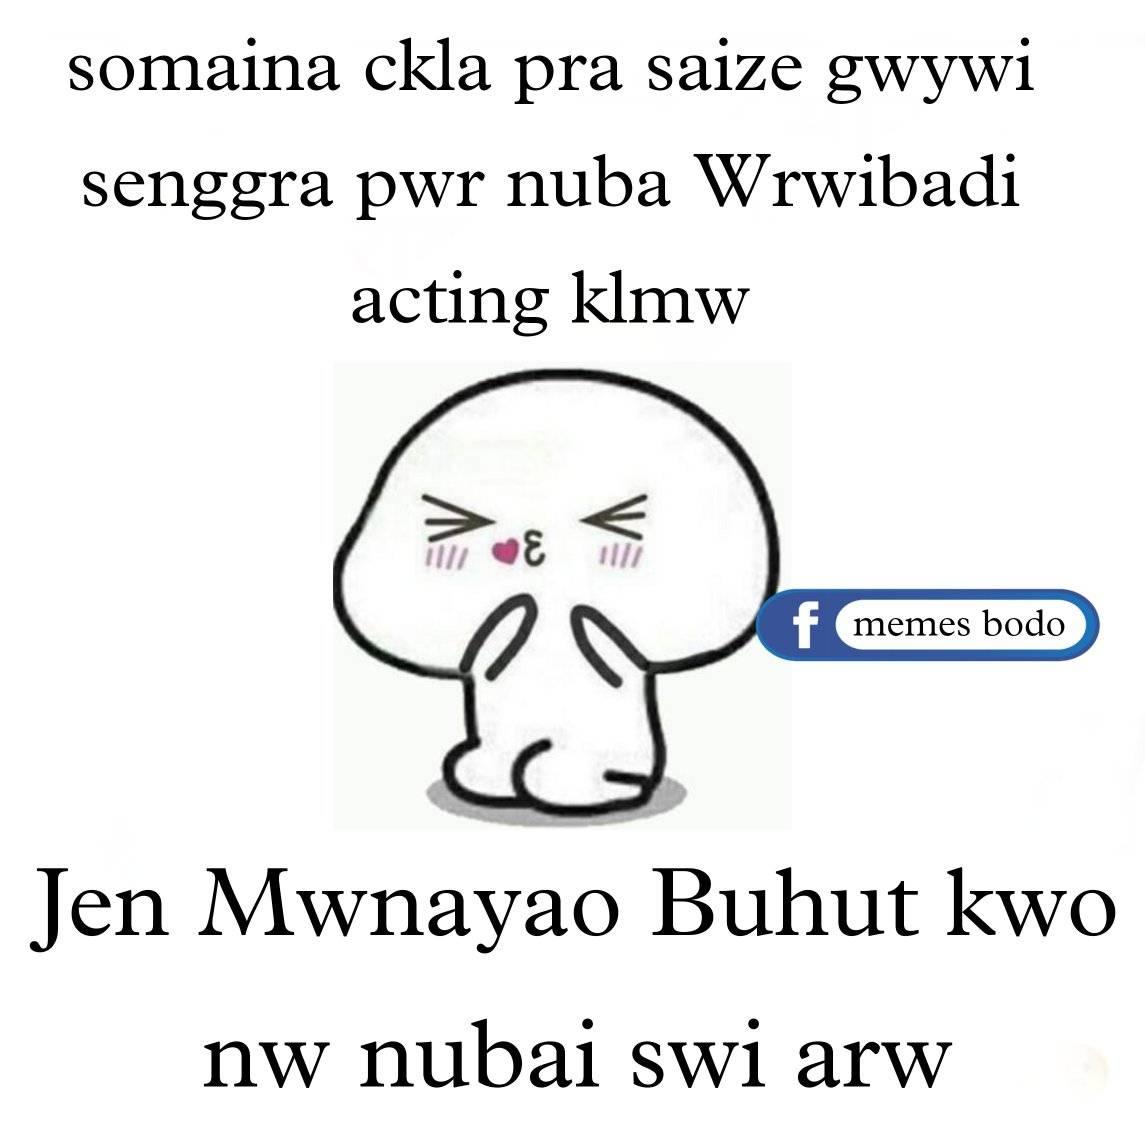 somaina ckla pra saize gwywi
senggra pwr nuba Wrwibadi
acting klmw
f memes bodo
Jen Mwnayao Buhut kwo
nw nubai swi arw